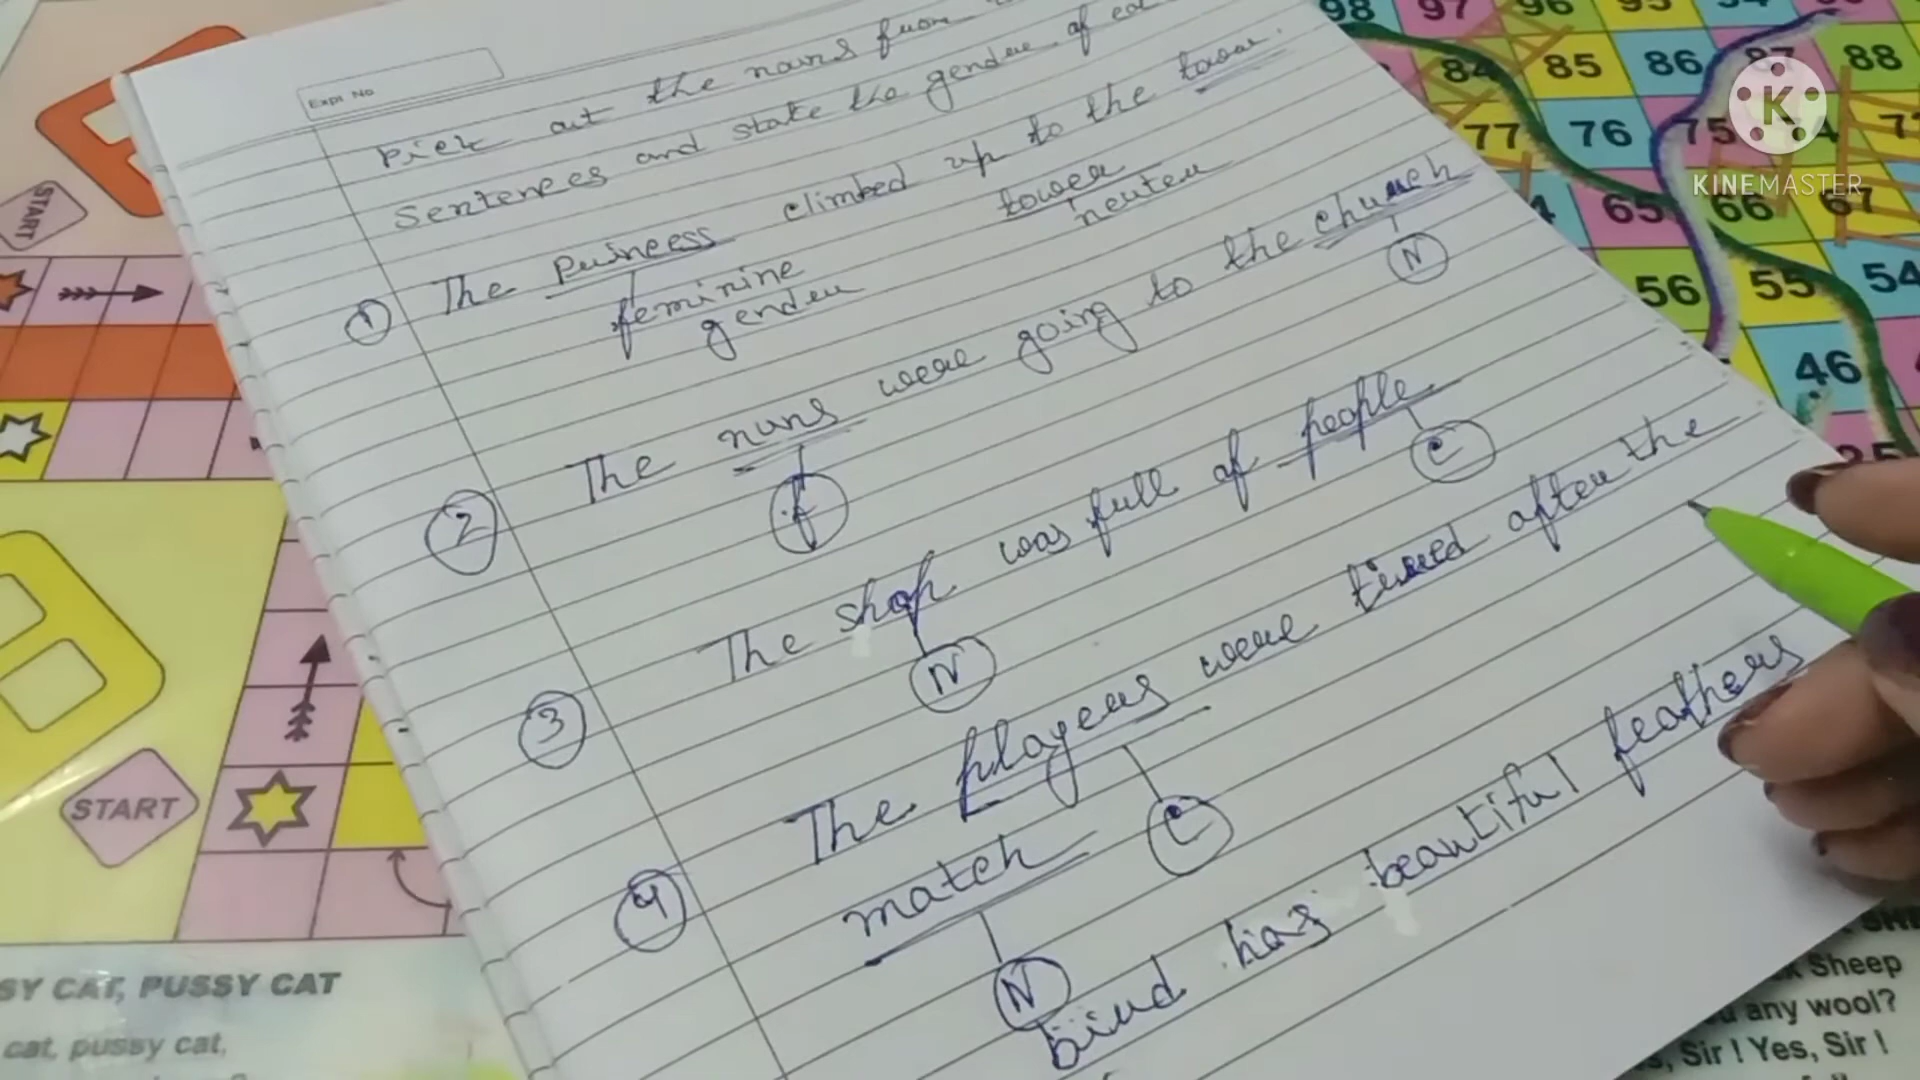 Expt No
Pick out the nouns from
sentences and state the gender of
① The princess climbed up to the
feminine gender
tower
neuter
② The nuns were going to the church
f
N
③ The shop was full of people
N
C
④ The players were tired after the
match
C
N
bird has beautiful feathers
START
START
PUSSY CAT
cat, pussy cat,
98 97 96 95
84 85 86 87 88
77 76 75 74
65 66 67
56 55 54
46
K
KINEMASTER
Sheep
any wool?
Sir ! Yes, Sir !